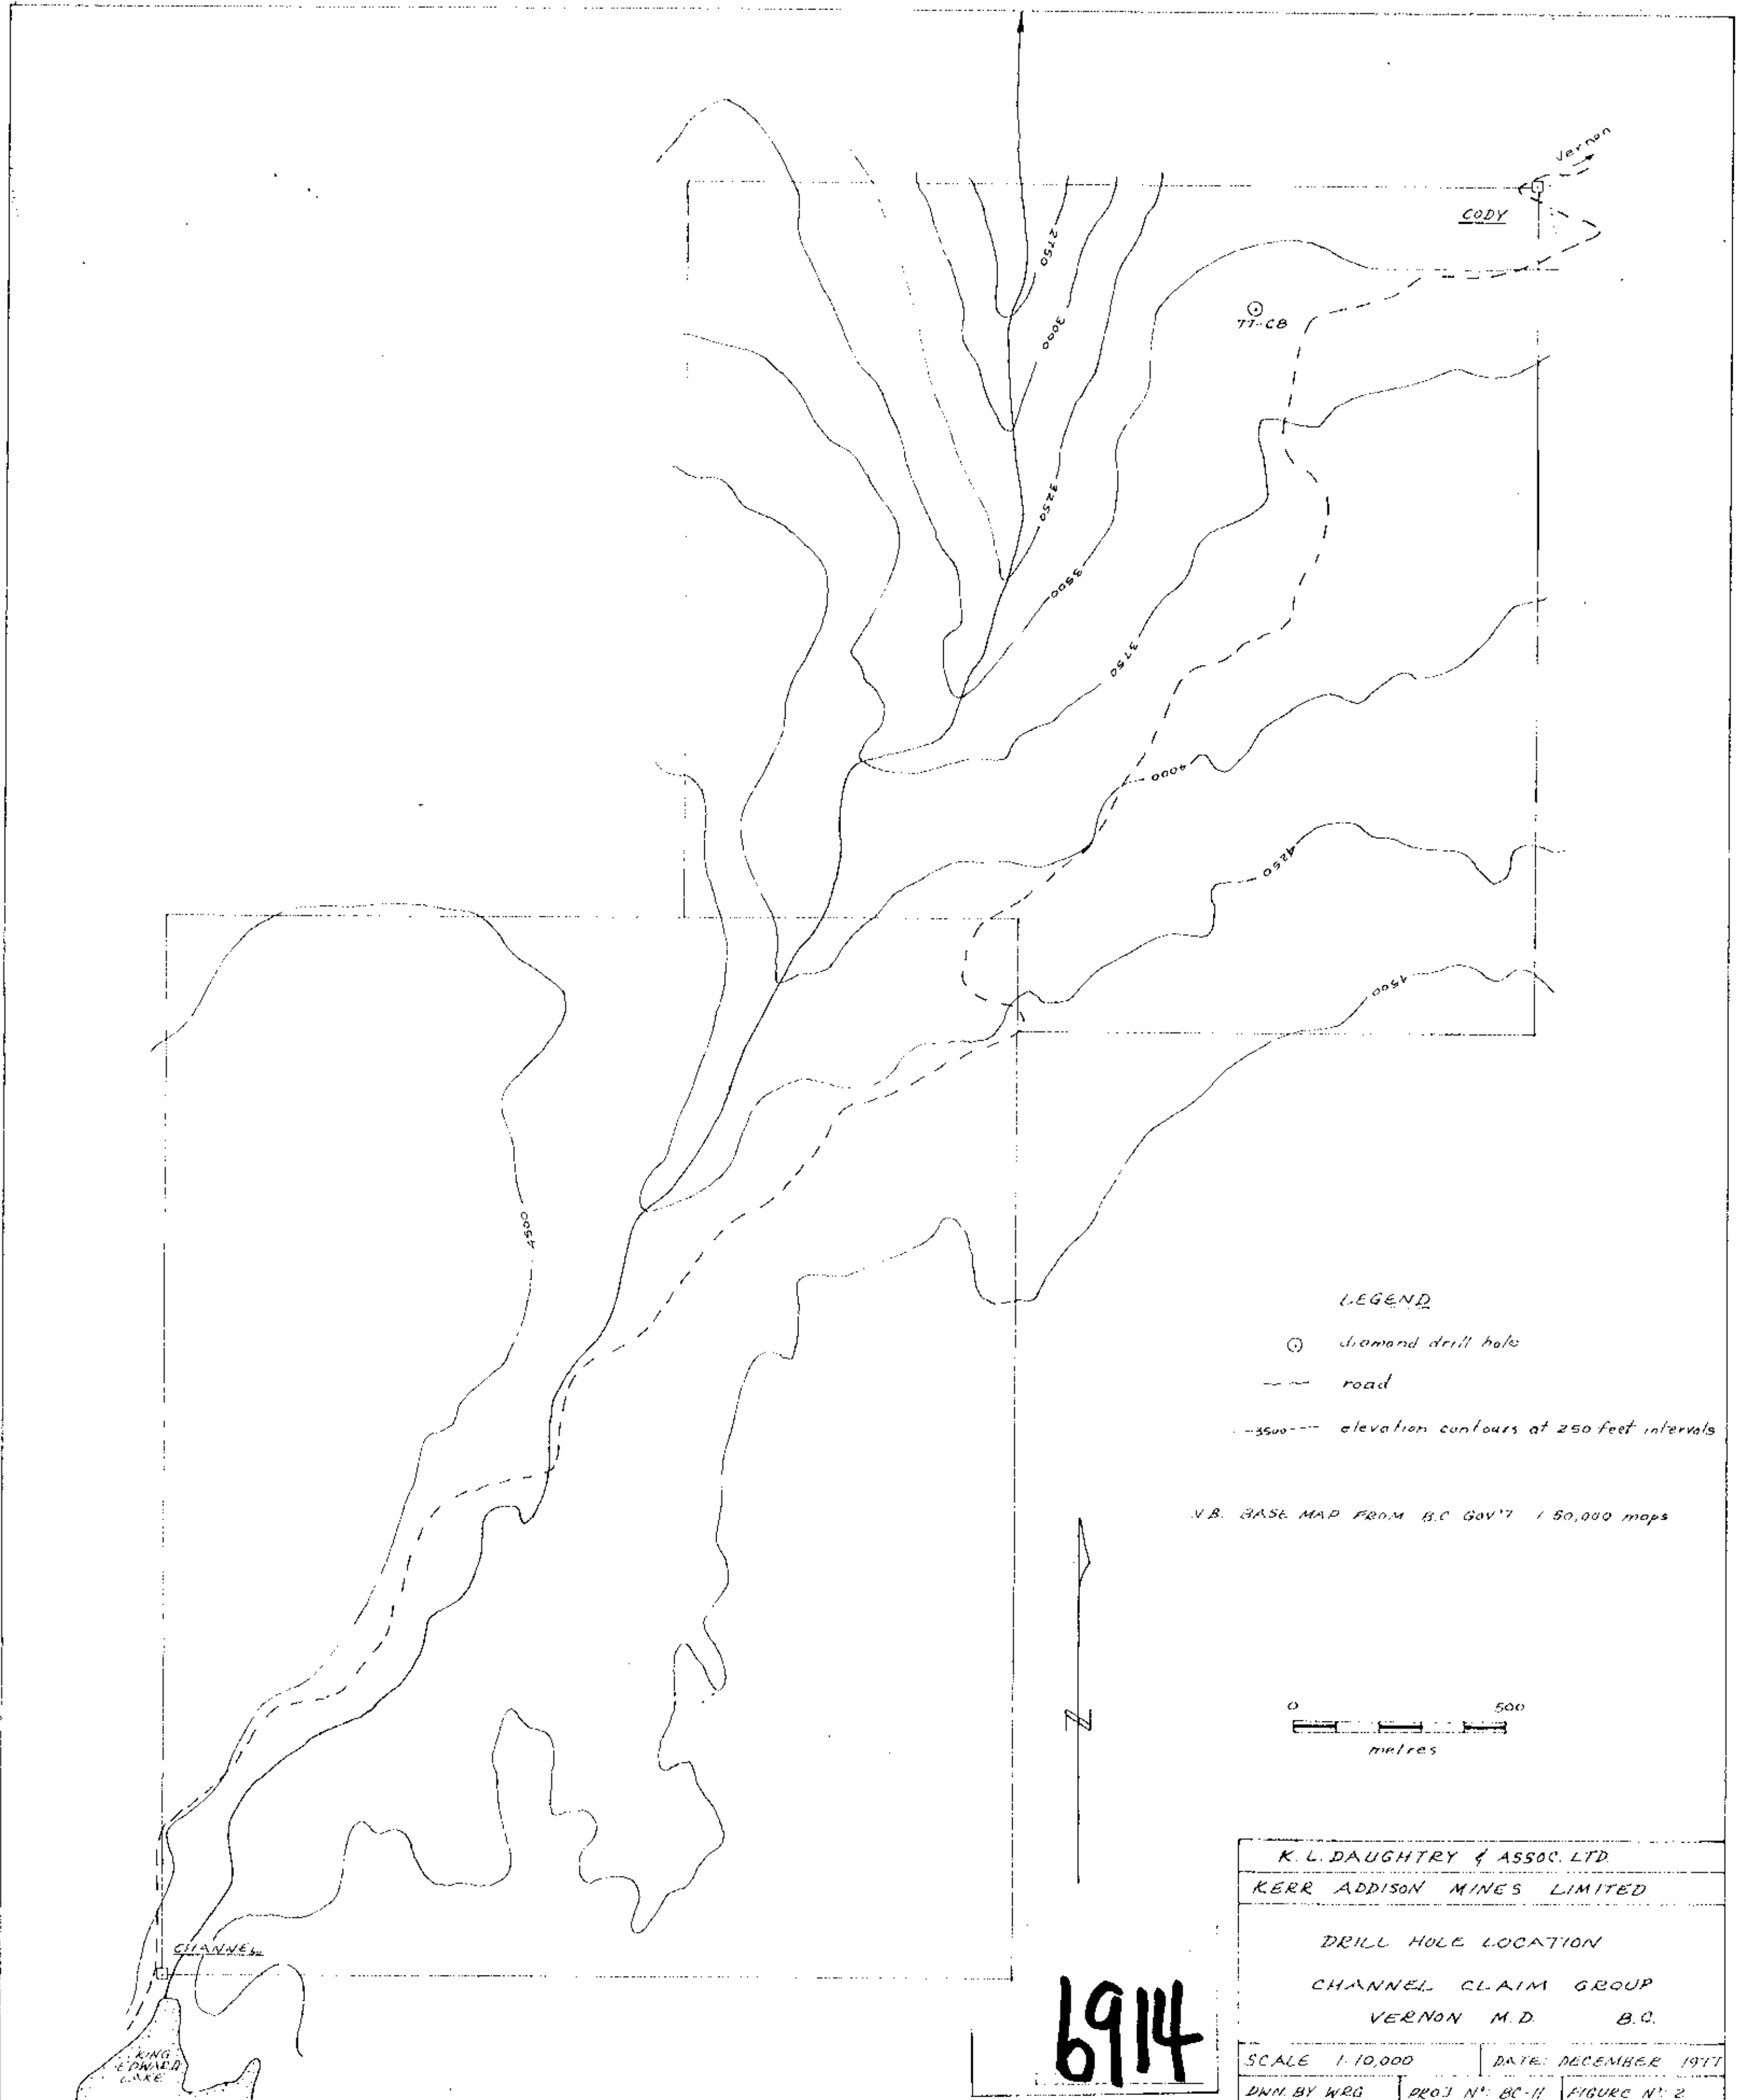 Vernon
CODY
77-CB
2750
3000
3250
3500
3750
4000
4250
4500
4500
LEGEND
diamond drill hole
road
3500 elevation contours at 250 feet intervals
N.B. BASE MAP FROM B.C GOV'T 1 50,000 maps
N
0 500
metres
CHANNEL
KING
EDWARD
LAKE
6914
K. L. DAUGHTRY & ASSOC. LTD.
KERR ADDISON MINES LIMITED
DRILL HOLE LOCATION
CHANNEL CLAIM GROUP
VERNON M.D. B.C.
SCALE 1:10,000 DATE: DECEMBER 1977
DWN. BY WRG PROJ Nº: BC-11 FIGURE Nº: 2